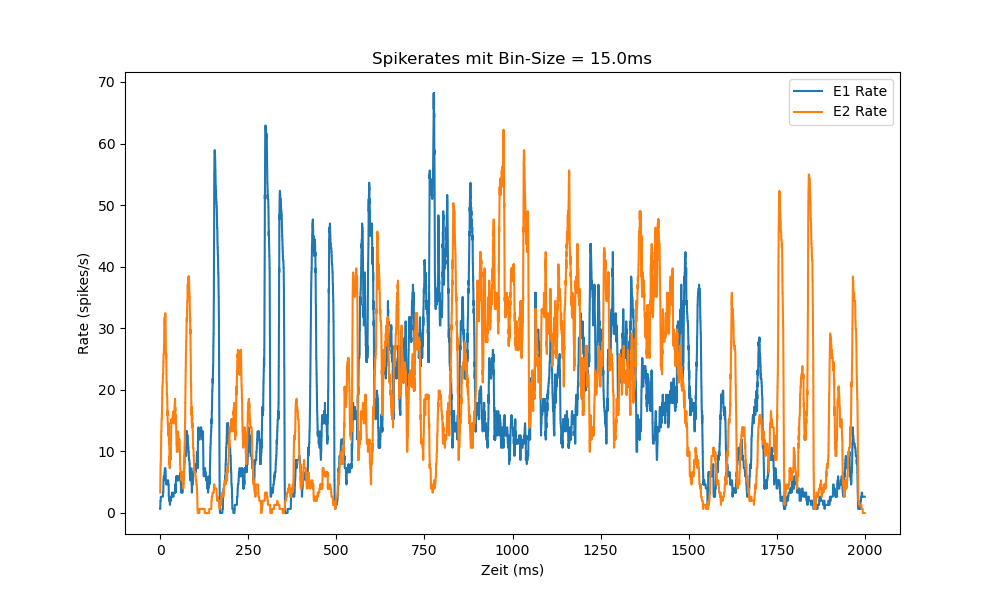 Spikerates mit Bin-Size = 15.0ms
E1 Rate
E2 Rate
Rate (spikes/s)
70
60
50
40
30
20
10
0
0 250 500 750 1000 1250 1500 1750 2000
Zeit (ms)